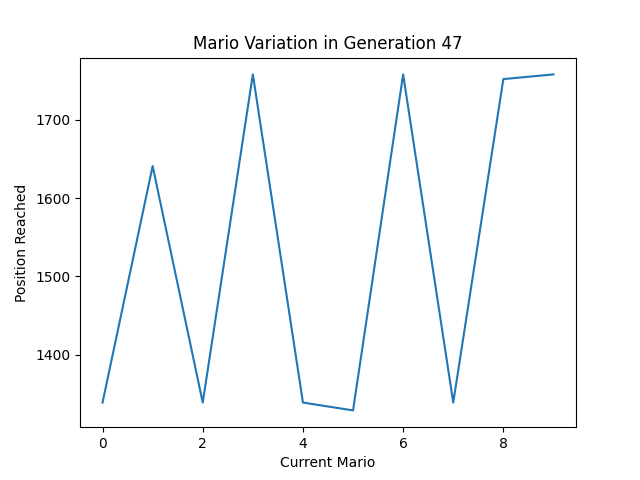 Mario Variation in Generation 47
Position Reached
1700
1600
1500
1400
0 2 4 6 8
Current Mario